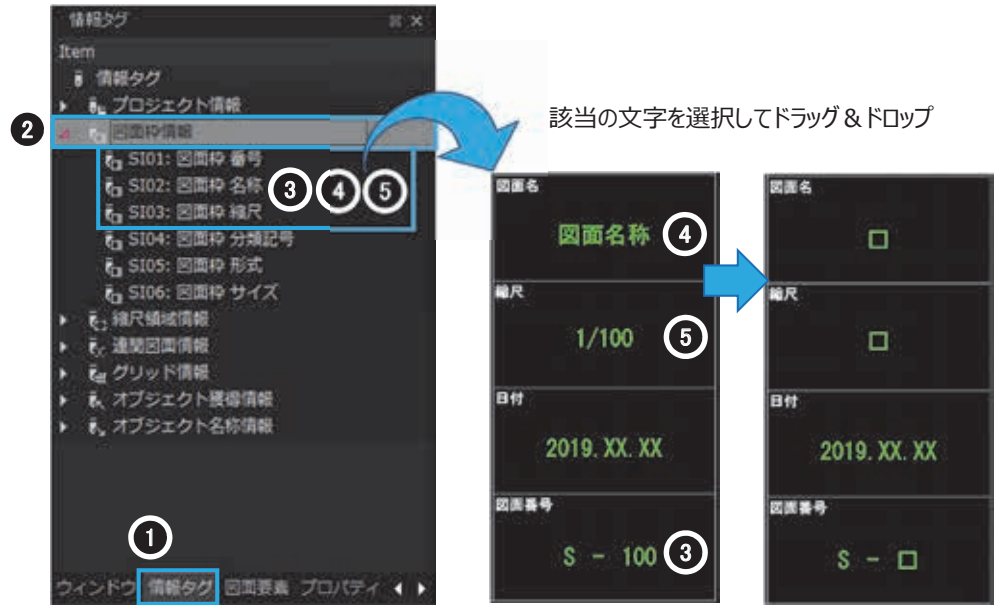 情報タグ
Item
情報タグ
プロジェクト情報
② 図面枠情報
SI01: 図面枠 番号
SI02: 図面枠 名称 ③ ④ ⑤
SI03: 図面枠 縮尺
SI04: 図面枠 分類記号
SI05: 図面枠 形式
SI06: 図面枠 サイズ
縮尺領域情報
連関図面情報
グリッド情報
オブジェクト獲得情報
オブジェクト名称情報
①
ウィンドウ 情報タグ 図面要素 プロパティ
該当の文字を選択してドラッグ&ドロップ
図面名
図面名称 ④
縮尺
1/100 ⑤
日付
2019. XX. XX
図面番号
S - 100 ③
図面名
□
縮尺
□
日付
2019. XX. XX
図面番号
S - □